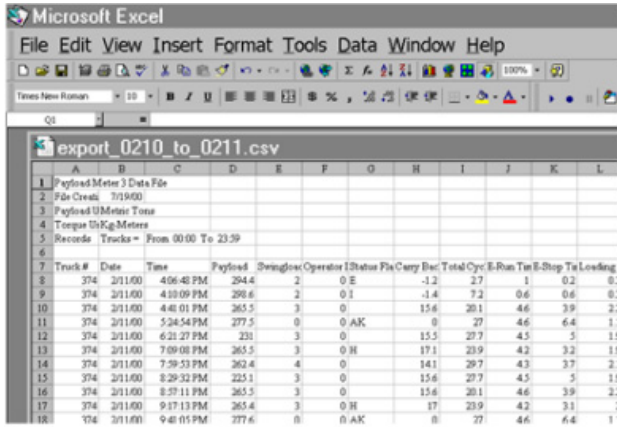 Microsoft Excel
File Edit View Insert Format Tools Data Window Help
Times New Roman 10 B I U $ % ,
100%
Q1 =
export_0210_to_0211.csv
A B C D E F G H I J K L
1 Payload Meter 3 Data File
2 File Creati 7/19/00
3 Payload U Metric Tons
4 Torque Un Kg-Meters
5 Records Trucks = From 00:00 To 23:59
6
7 Truck # Date Time Payload Swingload Operator I Status Fla Carry Bac Total Cyc E-Run Tim E-Stop Tim Loading
8 374 2/11/00 4:06:48 PM 294.4 2 0 E -1.2 27 1 0.2
9 374 2/11/00 4:10:09 PM 298.6 2 0 I -1.4 7.2 0.6 0.6
10 374 2/11/00 4:41:01 PM 265.5 3 0 15.6 20.1 4.6 3.9
11 374 2/11/00 5:24:54 PM 277.5 0 0 AK 0 27 4.6 6.4
12 374 2/11/00 6:21:27 PM 231 3 0 15.5 27.7 4.5 5
13 374 2/11/00 7:09:08 PM 265.5 3 0 H 17.1 23.9 4.2 3.2
14 374 2/11/00 7:59:53 PM 262.4 4 0 14.1 29.7 4.3 3.7
15 374 2/11/00 8:29:32 PM 225.1 3 0 15.6 27.7 4.5 5
16 374 2/11/00 8:57:11 PM 265.5 3 0 15.6 20.1 4.6 3.9
17 374 2/11/00 9:17:13 PM 265.4 3 0 H 17 23.9 4.2 3.1
18 374 2/11/00 9:41:05 PM 277.6 0 0 AK 0 27 4.6 6.4